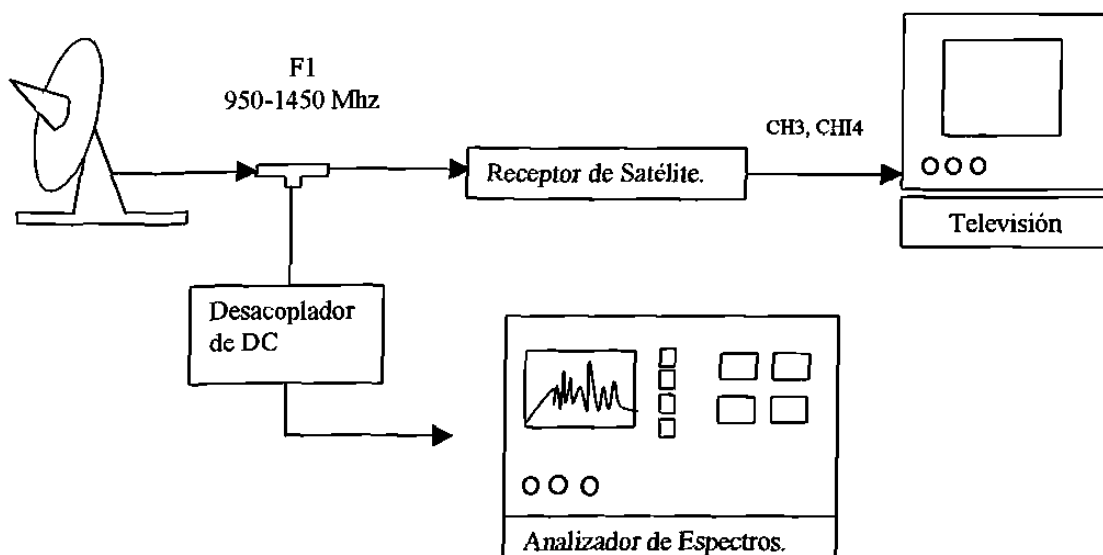 F1
950-1450 Mhz
CH3, CHI4
Receptor de Satélite.
Televisión
Desacoplador
de DC
Analizador de Espectros.